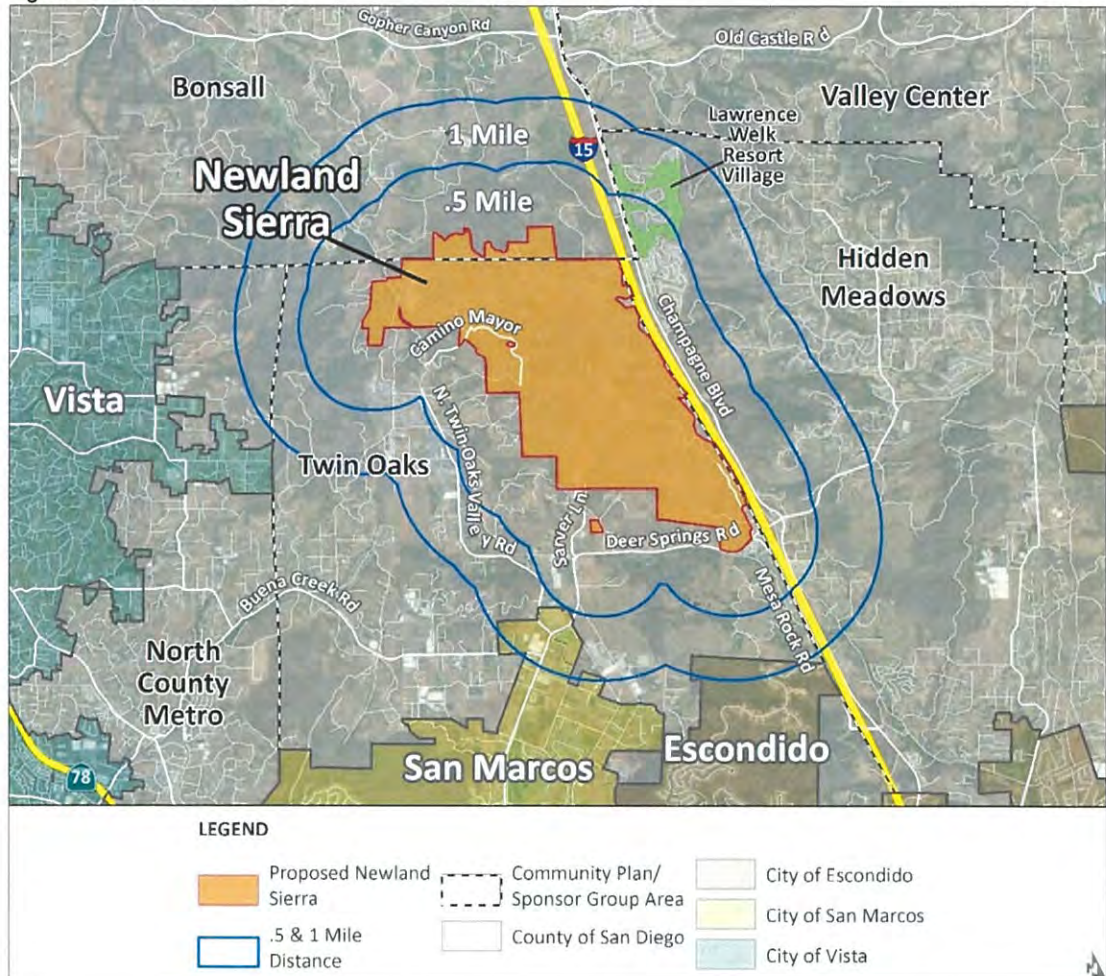 Gopher Canyon Rd
Old Castle Rd
Bonsall
Valley Center
1 Mile
Lawrence
Welk
Resort
Village
15
Newland
Sierra
.5 Mile
Hidden
Meadows
Camino Mayor
Champagne Blvd
Vista
N. Twin Oaks Valley Rd
Twin Oaks
Sarver Ln
Deer Springs Rd
Buena Creek Rd
Mesa Rock Rd
North
County
Metro
San Marcos
Escondido
78
LEGEND
Proposed Newland
Sierra
.5 & 1 Mile
Distance
Community Plan/
Sponsor Group Area
County of San Diego
City of Escondido
City of San Marcos
City of Vista